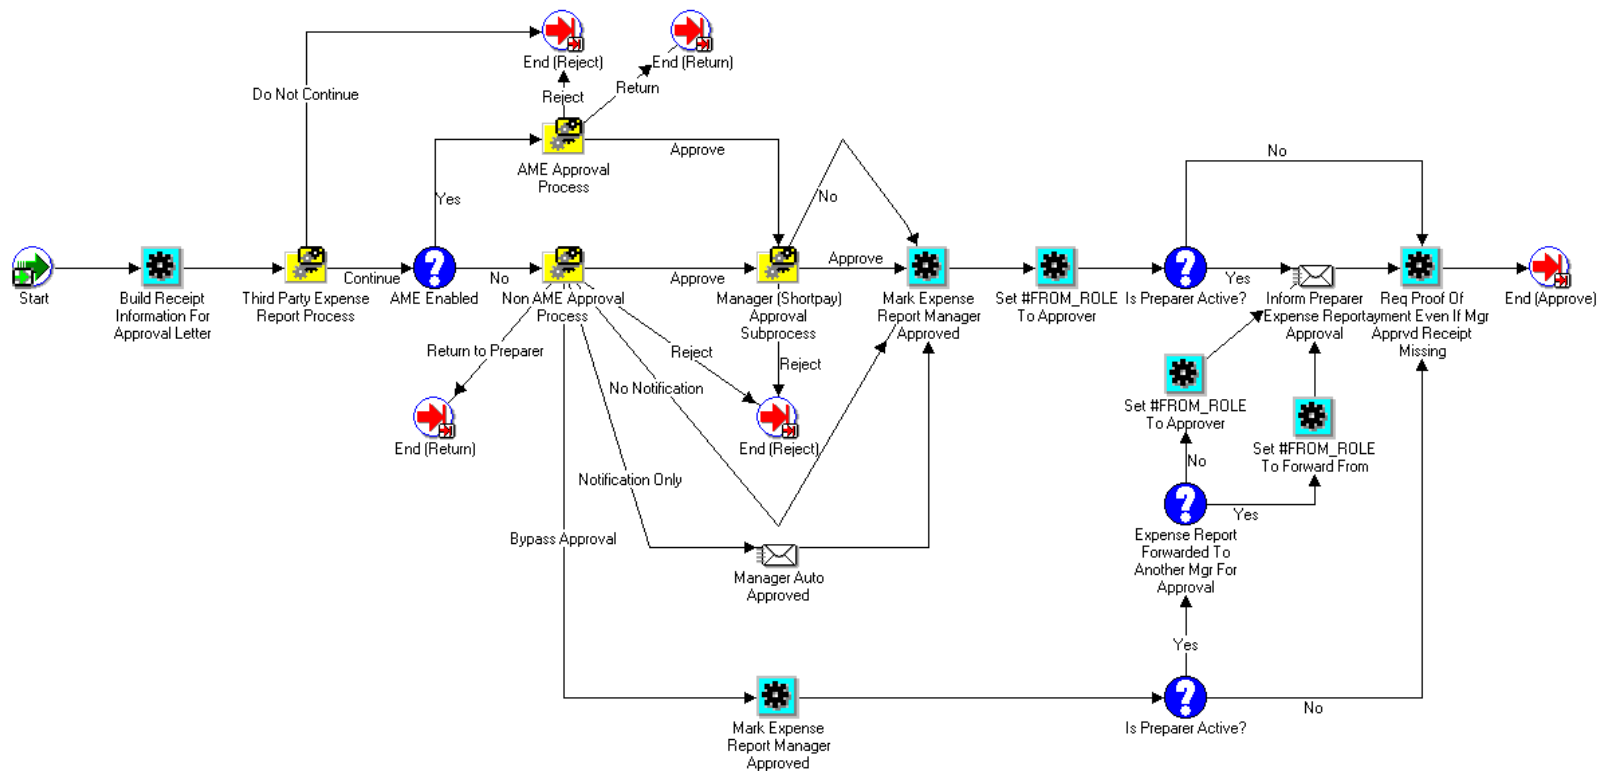 End (Reject)
End (Return)
Do Not Continue
Reject
Return
AME Approval
Process
Approve
Yes
No
No
Start
Build Receipt
Information For
Approval Letter
Third Party Expense
Report Process
Continue
AME Enabled
No
Non AME Approval
Process
Approve
Manager (Shortpay)
Approval
Subprocess
Approve
Mark Expense
Report Manager
Approved
Set #FROM_ROLE
To Approver
Is Preparer Active?
Yes
Inform Preparer
Expense Report
Approval
Req Proof Of
ayment Even If Mgr
Apprvd Receipt
Missing
End (Approve)
Return to Preparer
Reject
Reject
No Notification
End (Return)
End (Reject)
Notification Only
Bypass Approval
Manager Auto
Approved
Set #FROM_ROLE
To Approver
Set #FROM_ROLE
To Forward From
No
Yes
Expense Report
Forwarded To
Another Mgr For
Approval
Yes
Mark Expense
Report Manager
Approved
Is Preparer Active?
No